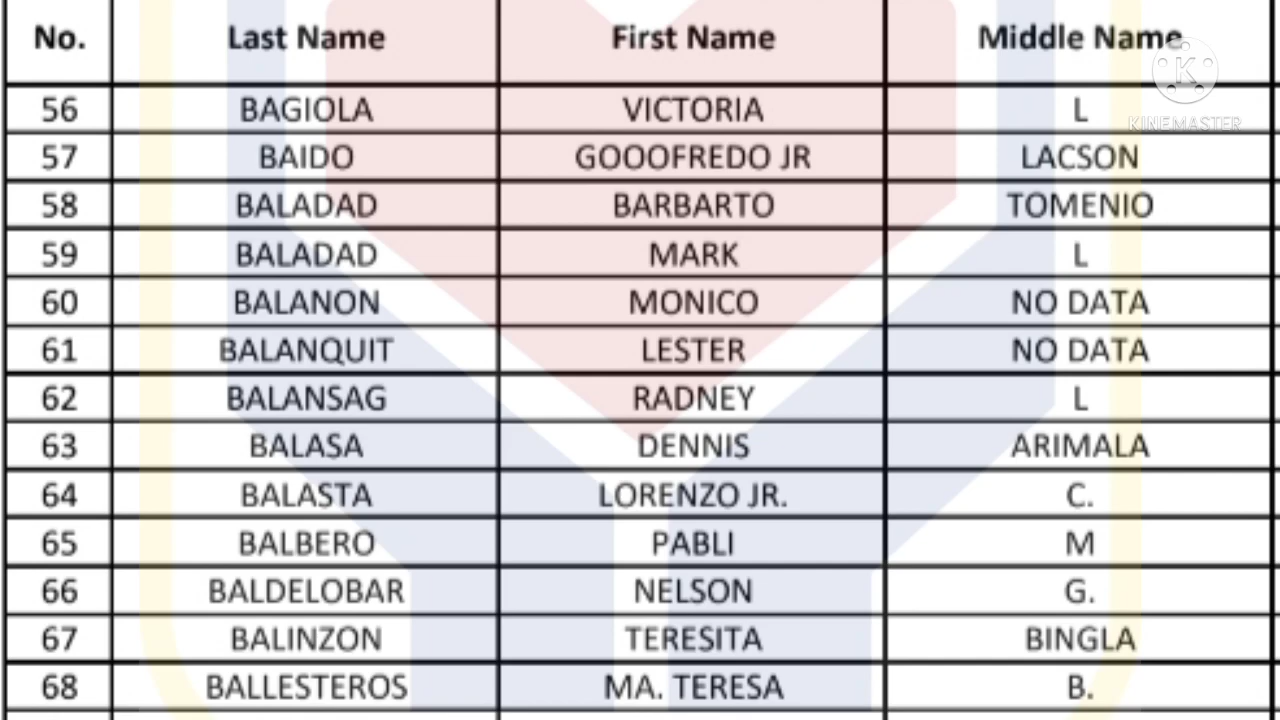 No. Last Name First Name Middle Name
56 BAGIOLA VICTORIA L
57 BAIDO GOOOFREDO JR LACSON
58 BALADAD BARBARTO TOMENIO
59 BALADAD MARK L
60 BALANON MONICO NO DATA
61 BALANQUIT LESTER NO DATA
62 BALANSAG RADNEY L
63 BALASA DENNIS ARIMALA
64 BALASTA LORENZO JR. C.
65 BALBERO PABLI M
66 BALDELOBAR NELSON G.
67 BALINZON TERESITA BINGLA
68 BALLESTEROS MA. TERESA B.
K
KINEMASTER